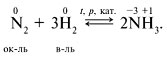 0 0 t, p, кат. −3 +1
N₂ + 3H₂ ⇌ 2NH₃.
ок-ль в-ль